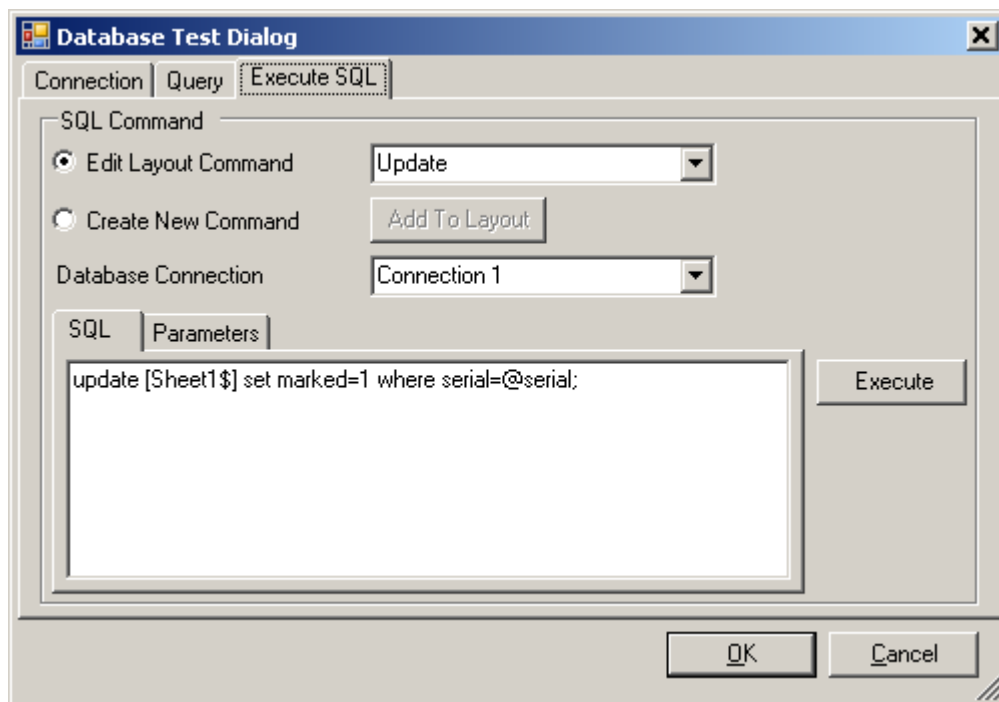 Database Test Dialog
Connection Query Execute SQL
SQL Command
Edit Layout Command Update
Create New Command Add To Layout
Database Connection Connection 1
SQL Parameters
update [Sheet1$] set marked=1 where serial=@serial;
Execute
OK Cancel